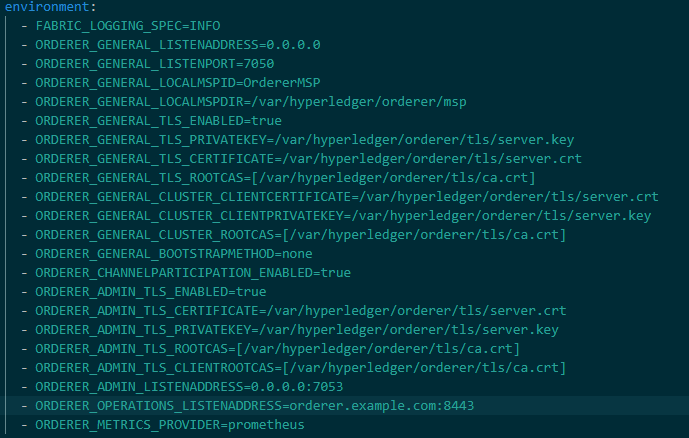 environment:
- FABRIC_LOGGING_SPEC=INFO
- ORDERER_GENERAL_LISTENADDRESS=0.0.0.0
- ORDERER_GENERAL_LISTENPORT=7050
- ORDERER_GENERAL_LOCALMSPID=OrdererMSP
- ORDERER_GENERAL_LOCALMSPDIR=/var/hyperledger/orderer/msp
- ORDERER_GENERAL_TLS_ENABLED=true
- ORDERER_GENERAL_TLS_PRIVATEKEY=/var/hyperledger/orderer/tls/server.key
- ORDERER_GENERAL_TLS_CERTIFICATE=/var/hyperledger/orderer/tls/server.crt
- ORDERER_GENERAL_TLS_ROOTCAS=[/var/hyperledger/orderer/tls/ca.crt]
- ORDERER_GENERAL_CLUSTER_CLIENTCERTIFICATE=/var/hyperledger/orderer/tls/server.crt
- ORDERER_GENERAL_CLUSTER_CLIENTPRIVATEKEY=/var/hyperledger/orderer/tls/server.key
- ORDERER_GENERAL_CLUSTER_ROOTCAS=[/var/hyperledger/orderer/tls/ca.crt]
- ORDERER_GENERAL_BOOTSTRAPMETHOD=none
- ORDERER_CHANNELPARTICIPATION_ENABLED=true
- ORDERER_ADMIN_TLS_ENABLED=true
- ORDERER_ADMIN_TLS_CERTIFICATE=/var/hyperledger/orderer/tls/server.crt
- ORDERER_ADMIN_TLS_PRIVATEKEY=/var/hyperledger/orderer/tls/server.key
- ORDERER_ADMIN_TLS_ROOTCAS=[/var/hyperledger/orderer/tls/ca.crt]
- ORDERER_ADMIN_TLS_CLIENTROOTCAS=[/var/hyperledger/orderer/tls/ca.crt]
- ORDERER_ADMIN_LISTENADDRESS=0.0.0.0:7053
- ORDERER_OPERATIONS_LISTENADDRESS=orderer.example.com:8443
- ORDERER_METRICS_PROVIDER=prometheus